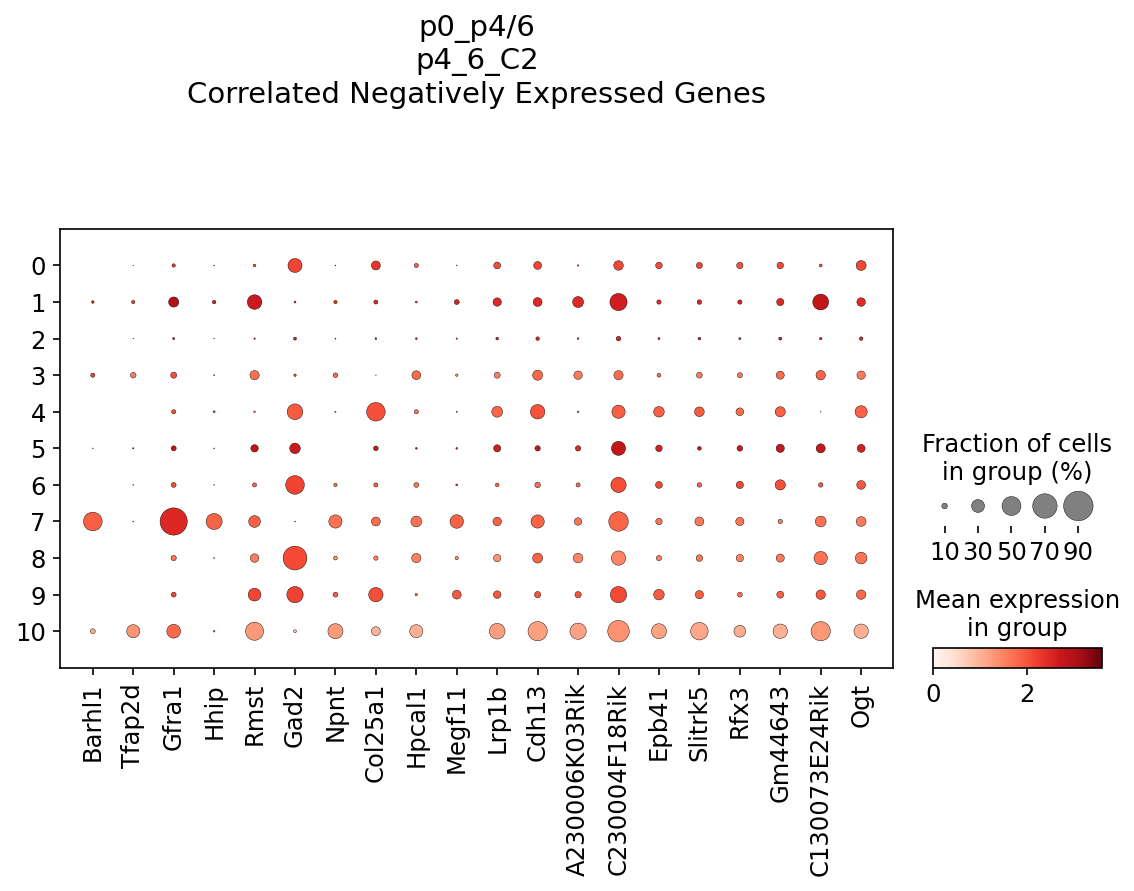 p0_p4/6
p4_6_C2
Correlated Negatively Expressed Genes
0
1
2
3
4
5
6
7
8
9
10
Barhl1
Tfap2d
Gfra1
Hhip
Rmst
Gad2
Npnt
Col25a1
Hpcal1
Megf11
Lrp1b
Cdh13
A230006K03Rik
C230004F18Rik
Epb41
Slitrk5
Rfx3
Gm44643
C130073E24Rik
Ogt
Fraction of cells
in group (%)
10 30 50 70 90
Mean expression
in group
0 2